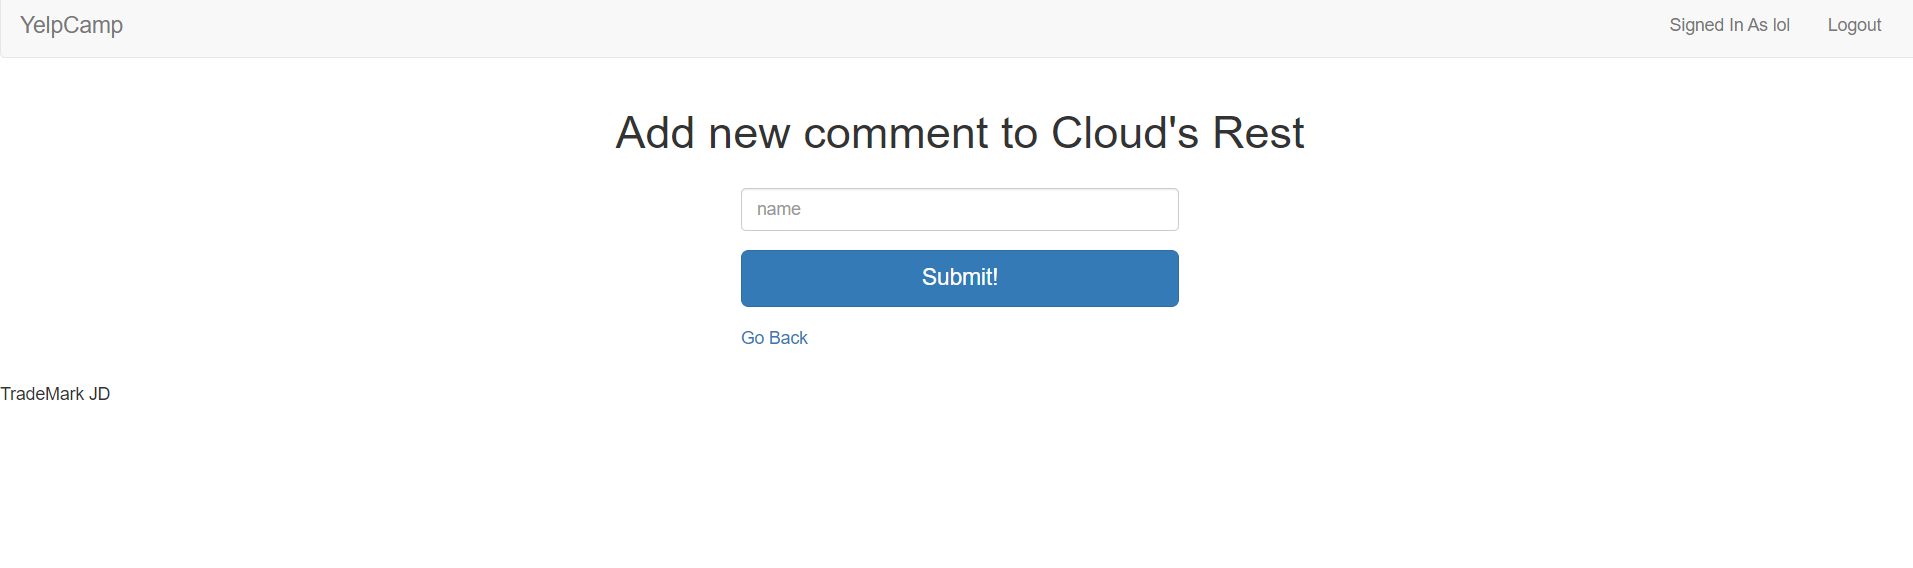 YelpCamp
Signed In As lol
Logout
Add new comment to Cloud's Rest
name
Submit!
Go Back
TradeMark JD